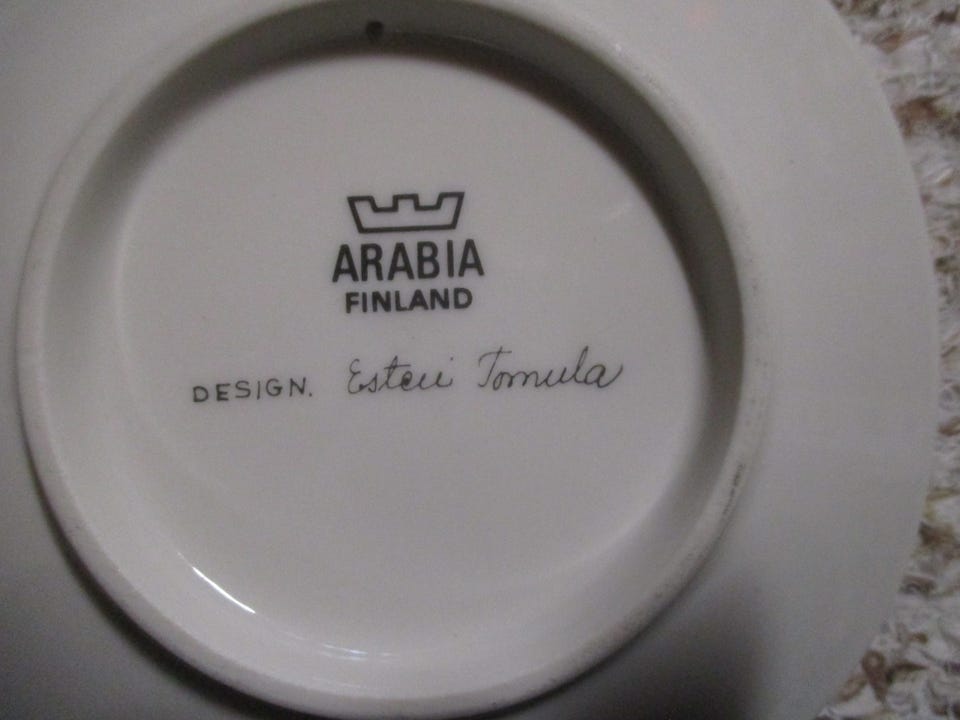 ARABIA
FINLAND
DESIGN. Esteri Tomula